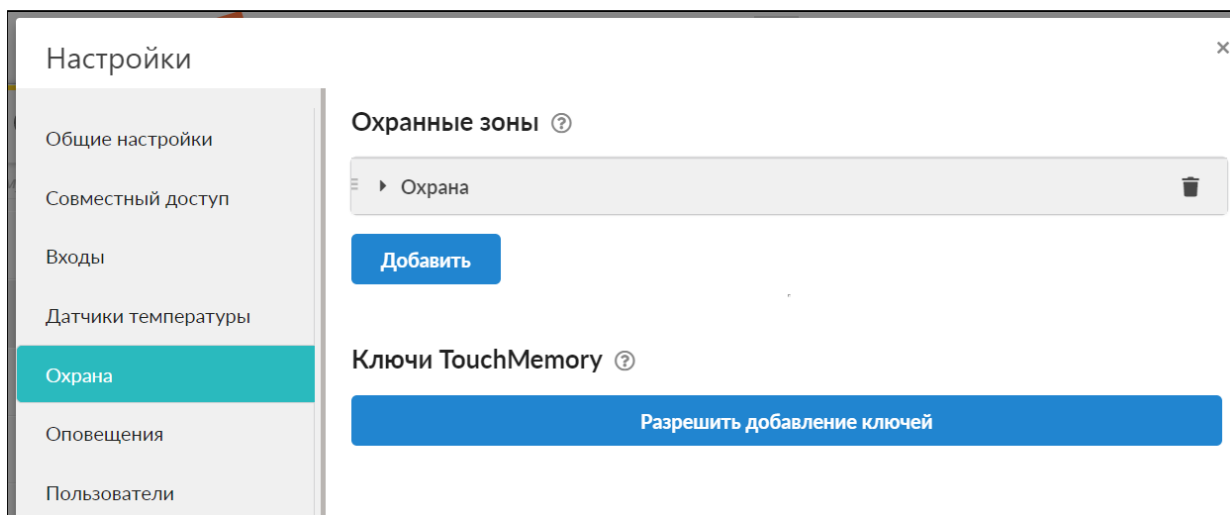 Настройки
×
Общие настройки
Совместный доступ
Входы
Датчики температуры
Охрана
Оповещения
Пользователи
Охранные зоны ?
Охрана
Добавить
Ключи TouchMemory ?
Разрешить добавление ключей